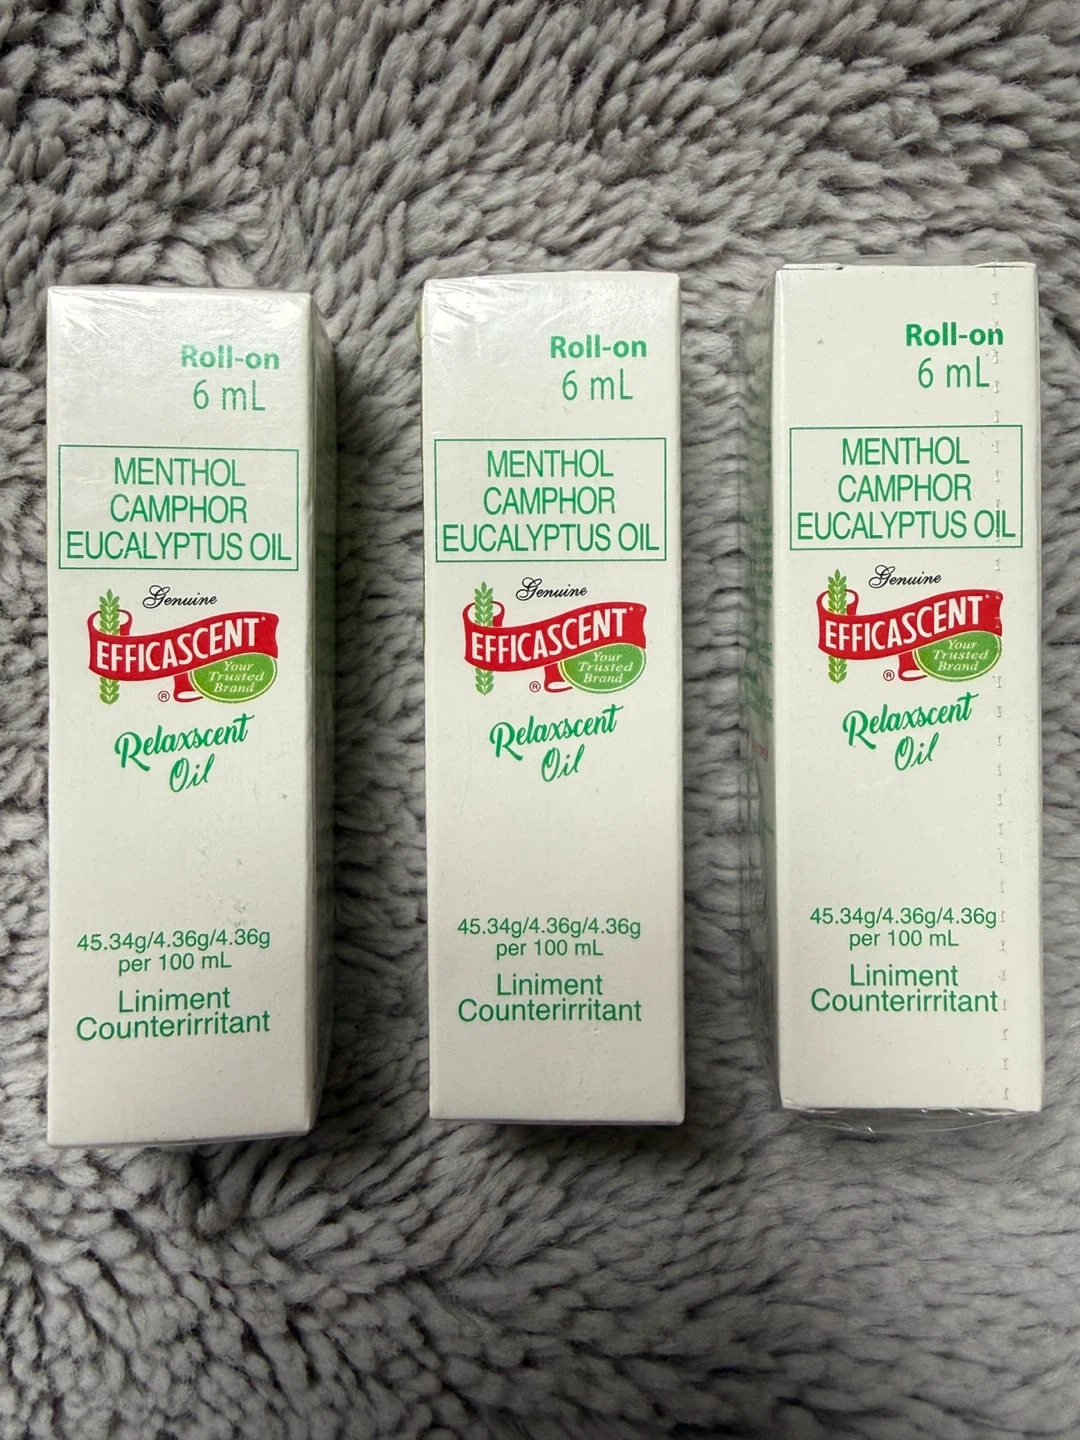 Roll-on
6 mL
MENTHOL
CAMPHOR
EUCALYPTUS OIL
Genuine
EFFICASCENT
Your
Trusted
Brand
®
Relaxscent
Oil
45.34g/4.36g/4.36g
per 100 mL
Liniment
Counterirritant
Roll-on
6 mL
MENTHOL
CAMPHOR
EUCALYPTUS OIL
Genuine
EFFICASCENT
Your
Trusted
Brand
®
Relaxscent
Oil
45.34g/4.36g/4.36g
per 100 mL
Liniment
Counterirritant
Roll-on
6 mL
MENTHOL
CAMPHOR
EUCALYPTUS OIL
Genuine
EFFICASCENT
Your
Trusted
Brand
®
Relaxscent
Oil
45.34g/4.36g/4.36g
per 100 mL
Liniment
Counterirritant